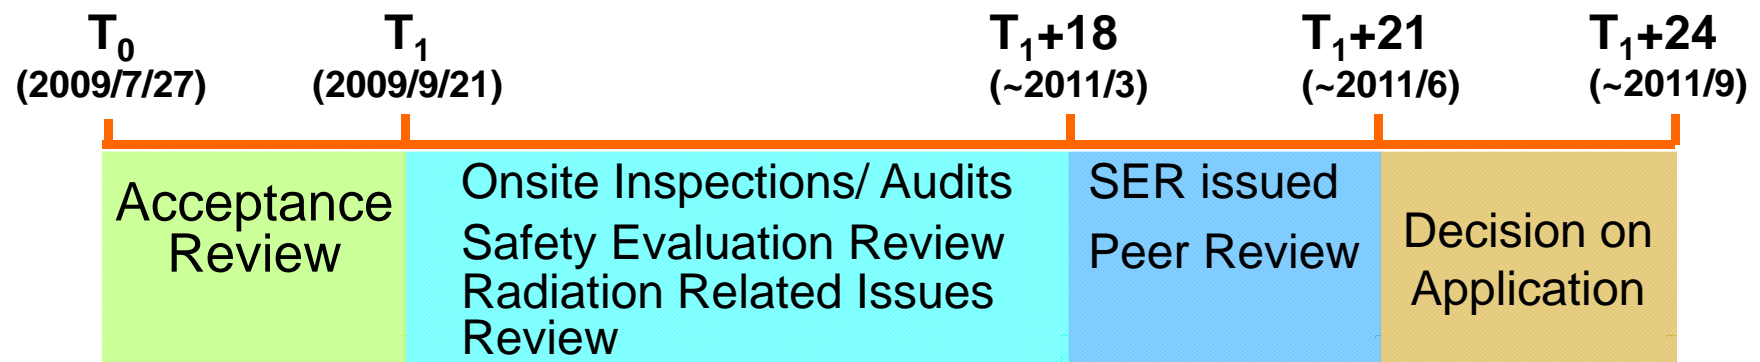 T₀
(2009/7/27)
T₁
(2009/9/21)
T₁+18
(~2011/3)
T₁+21
(~2011/6)
T₁+24
(~2011/9)
Acceptance
Review
Onsite Inspections/ Audits
Safety Evaluation Review
Radiation Related Issues
Review
SER issued
Peer Review
Decision on
Application